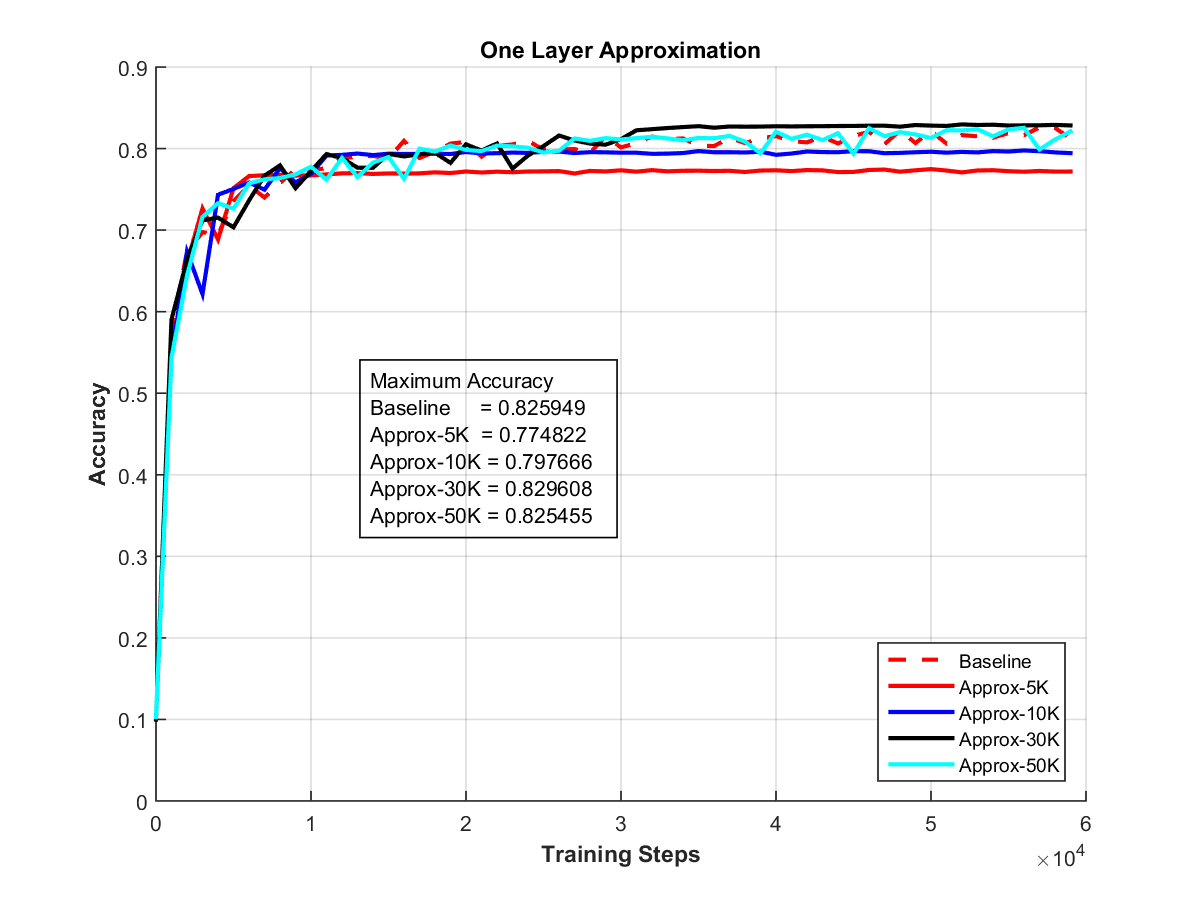 One Layer Approximation
0.9
0.8
0.7
0.6
0.5
0.4
0.3
0.2
0.1
0
Accuracy
Maximum Accuracy
Baseline = 0.825949
Approx-5K = 0.774822
Approx-10K = 0.797666
Approx-30K = 0.829608
Approx-50K = 0.825455
Baseline
Approx-5K
Approx-10K
Approx-30K
Approx-50K
0 1 2 3 4 5 6
Training Steps
×10⁴